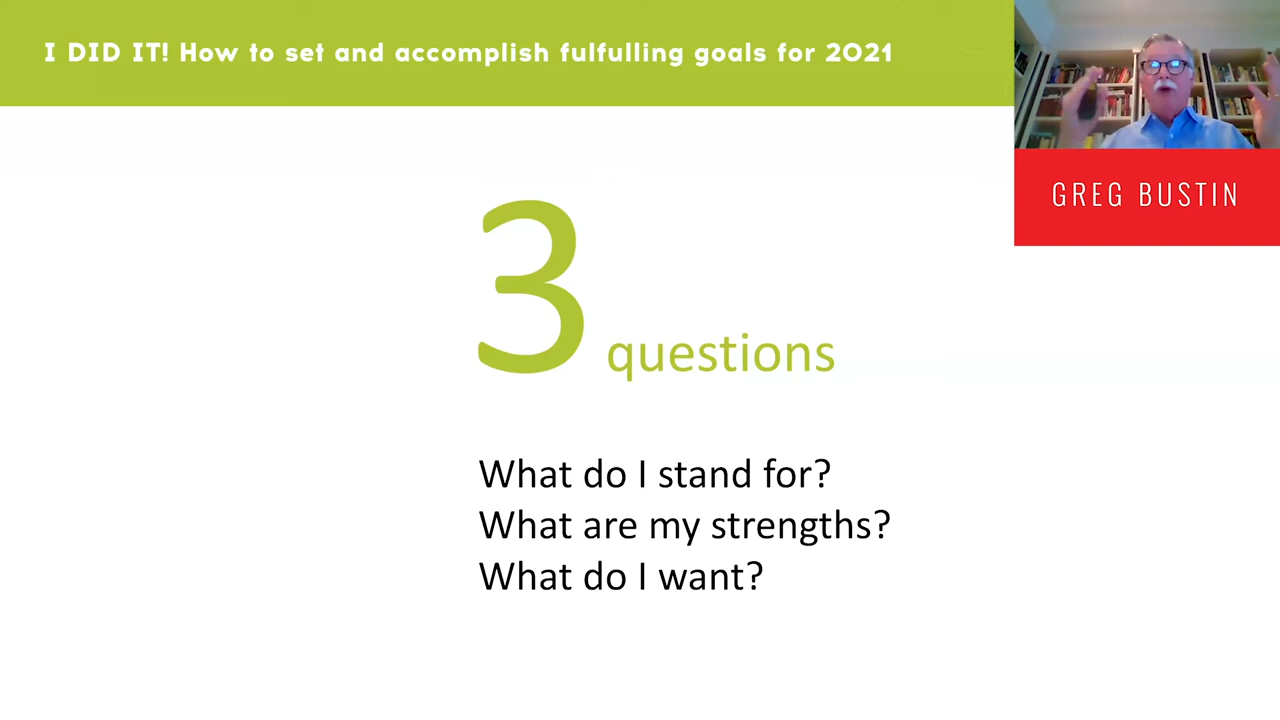 I DID IT! How to set and accomplish fulfulling goals for 2021
GREG BUSTIN
3 questions
What do I stand for?
What are my strengths?
What do I want?